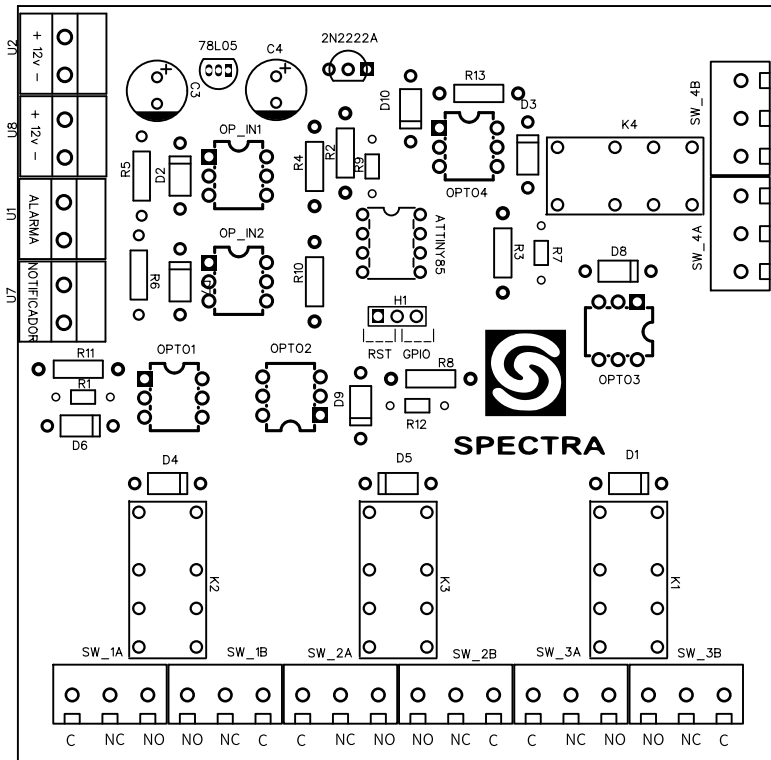 U2
+ 12v -
78L05
C4
2N2222A
C3
D10
R13
D3
K4
SW_4B
U8
+ 12v -
OP_IN1
R5
D2
R4
R2
R9
OPTO4
U1
ALARMA
OP_IN2
ATTINY85
R3
R7
SW_4A
U7
NOTIFICADOR
R6
R10
D8
H1
RST
GPIO
OPTO3
R11
R1
D6
OPTO1
OPTO2
D9
R8
R12
SPECTRA
D4
D5
D1
K2
K3
K1
SW_1A
SW_1B
SW_2A
SW_2B
SW_3A
SW_3B
C NC NO NO NC C C NC NO NO NC C C NC NO NO NC C